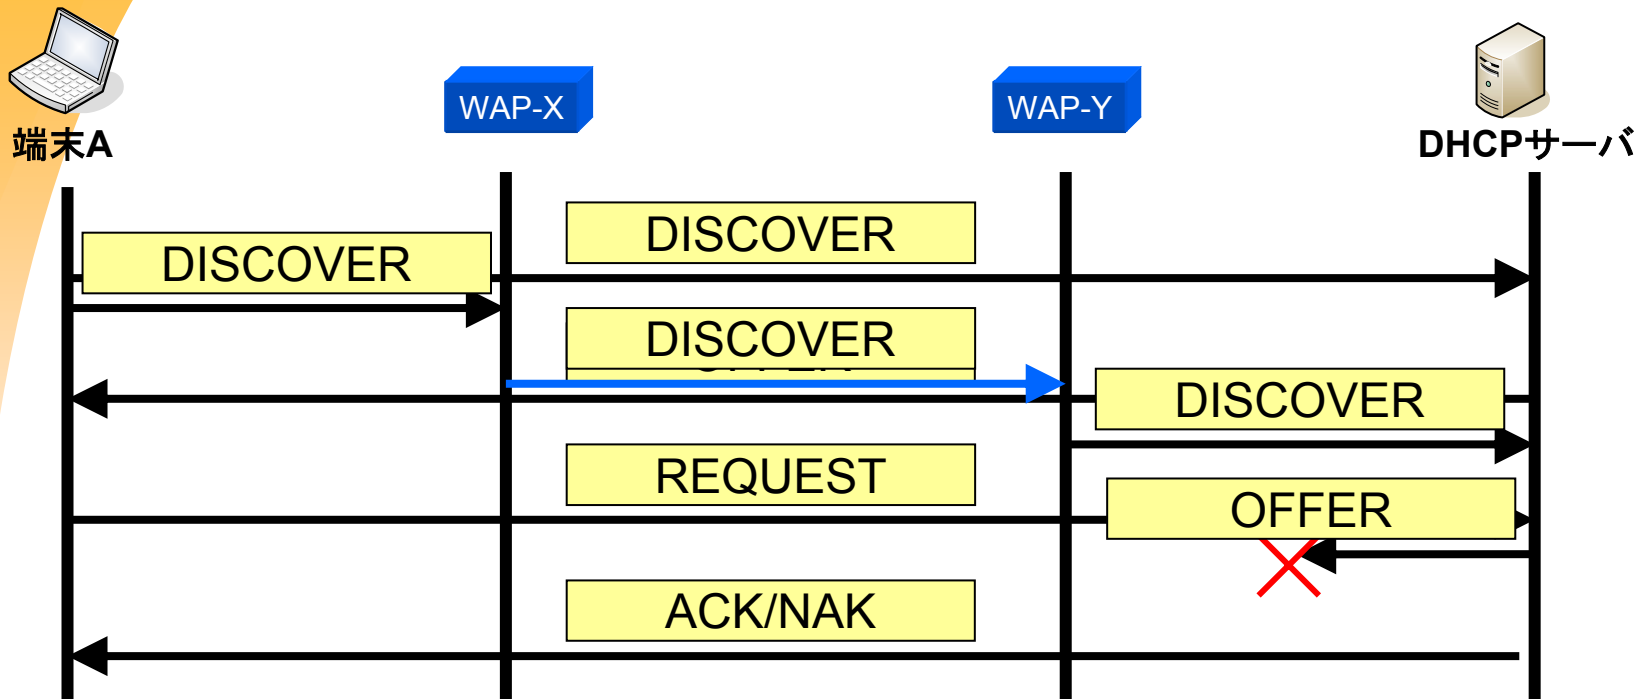 WAP-X
WAP-Y
端末A
DHCPサーバ
DISCOVER
DISCOVER
DISCOVER
DISCOVER
REQUEST
OFFER
ACK/NAK